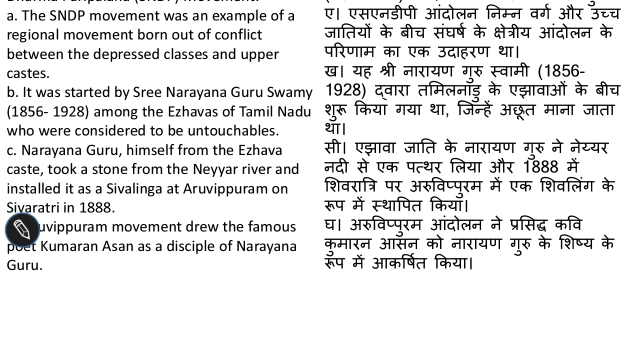 a. The SNDP movement was an example of a
regional movement born out of conflict
between the depressed classes and upper
castes.
b. It was started by Sree Narayana Guru Swamy
(1856- 1928) among the Ezhavas of Tamil Nadu
who were considered to be untouchables.
c. Narayana Guru, himself from the Ezhava
caste, took a stone from the Neyyar river and
installed it as a Sivalinga at Aruvippuram on
Sivaratri in 1888.
uvippuram movement drew the famous
poet Kumaran Asan as a disciple of Narayana
Guru.
ए। एसएनडीपी आंदोलन निम्न वर्ग और उच्च
जातियों के बीच संघर्ष के क्षेत्रीय आंदोलन के
परिणाम का एक उदाहरण था।
ख। यह श्री नारायण गुरु स्वामी (1856-
1928) द्वारा तमिलनाडु के एझावाओं के बीच
शुरू किया गया था, जिन्हें अछूत माना जाता
था।
सी। एझावा जाति के नारायण गुरु ने नेय्यर
नदी से एक पत्थर लिया और 1888 में
शिवरात्रि पर अरुविप्पुरम में एक शिवलिंग के
रूप में स्थापित किया।
घ। अरुविप्पुरम आंदोलन ने प्रसिद्ध कवि
कुमारन आसन को नारायण गुरु के शिष्य के
रूप में आकर्षित किया।